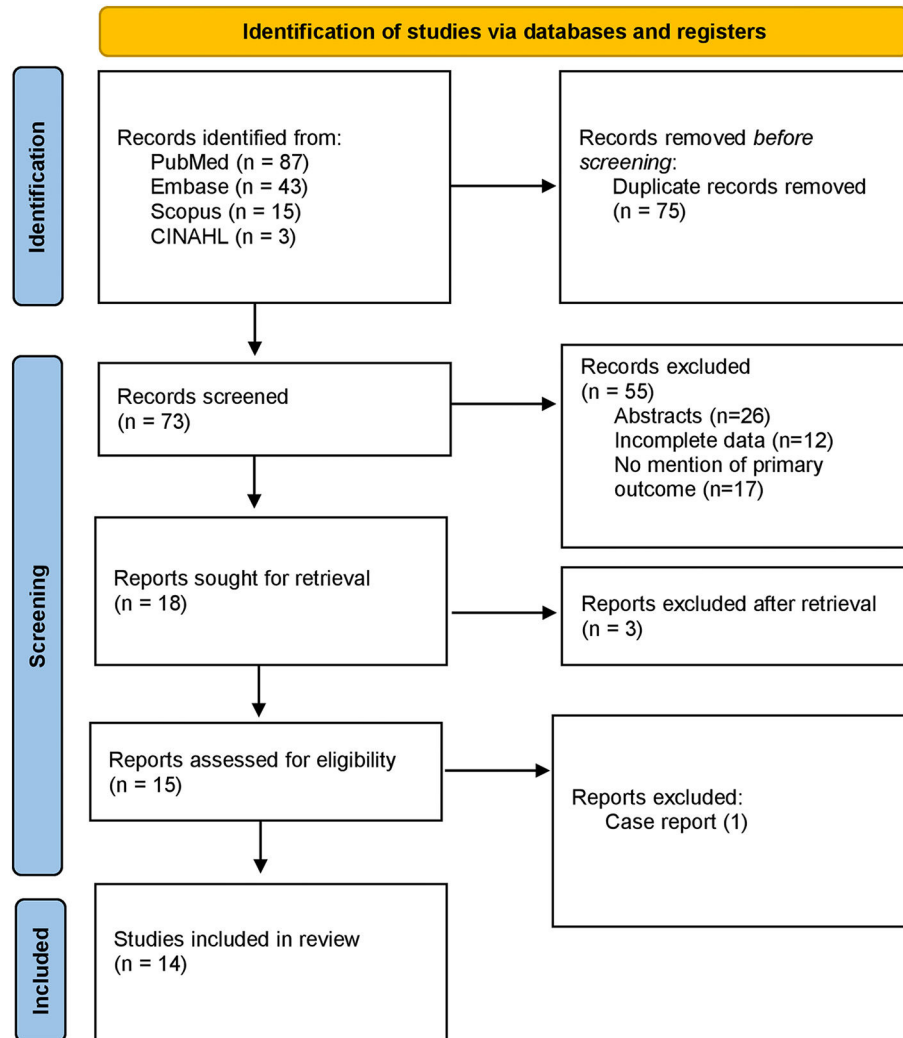 Identification of studies via databases and registers
Identification
Records identified from:
PubMed (n = 87)
Embase (n = 43)
Scopus (n = 15)
CINAHL (n = 3)
Records removed before
screening:
Duplicate records removed
(n = 75)
Screening
Records screened
(n = 73)
Records excluded
(n = 55)
Abstracts (n=26)
Incomplete data (n=12)
No mention of primary
outcome (n=17)
Reports sought for retrieval
(n = 18)
Reports excluded after retrieval
(n = 3)
Reports assessed for eligibility
(n = 15)
Reports excluded:
Case report (1)
Included
Studies included in review
(n = 14)